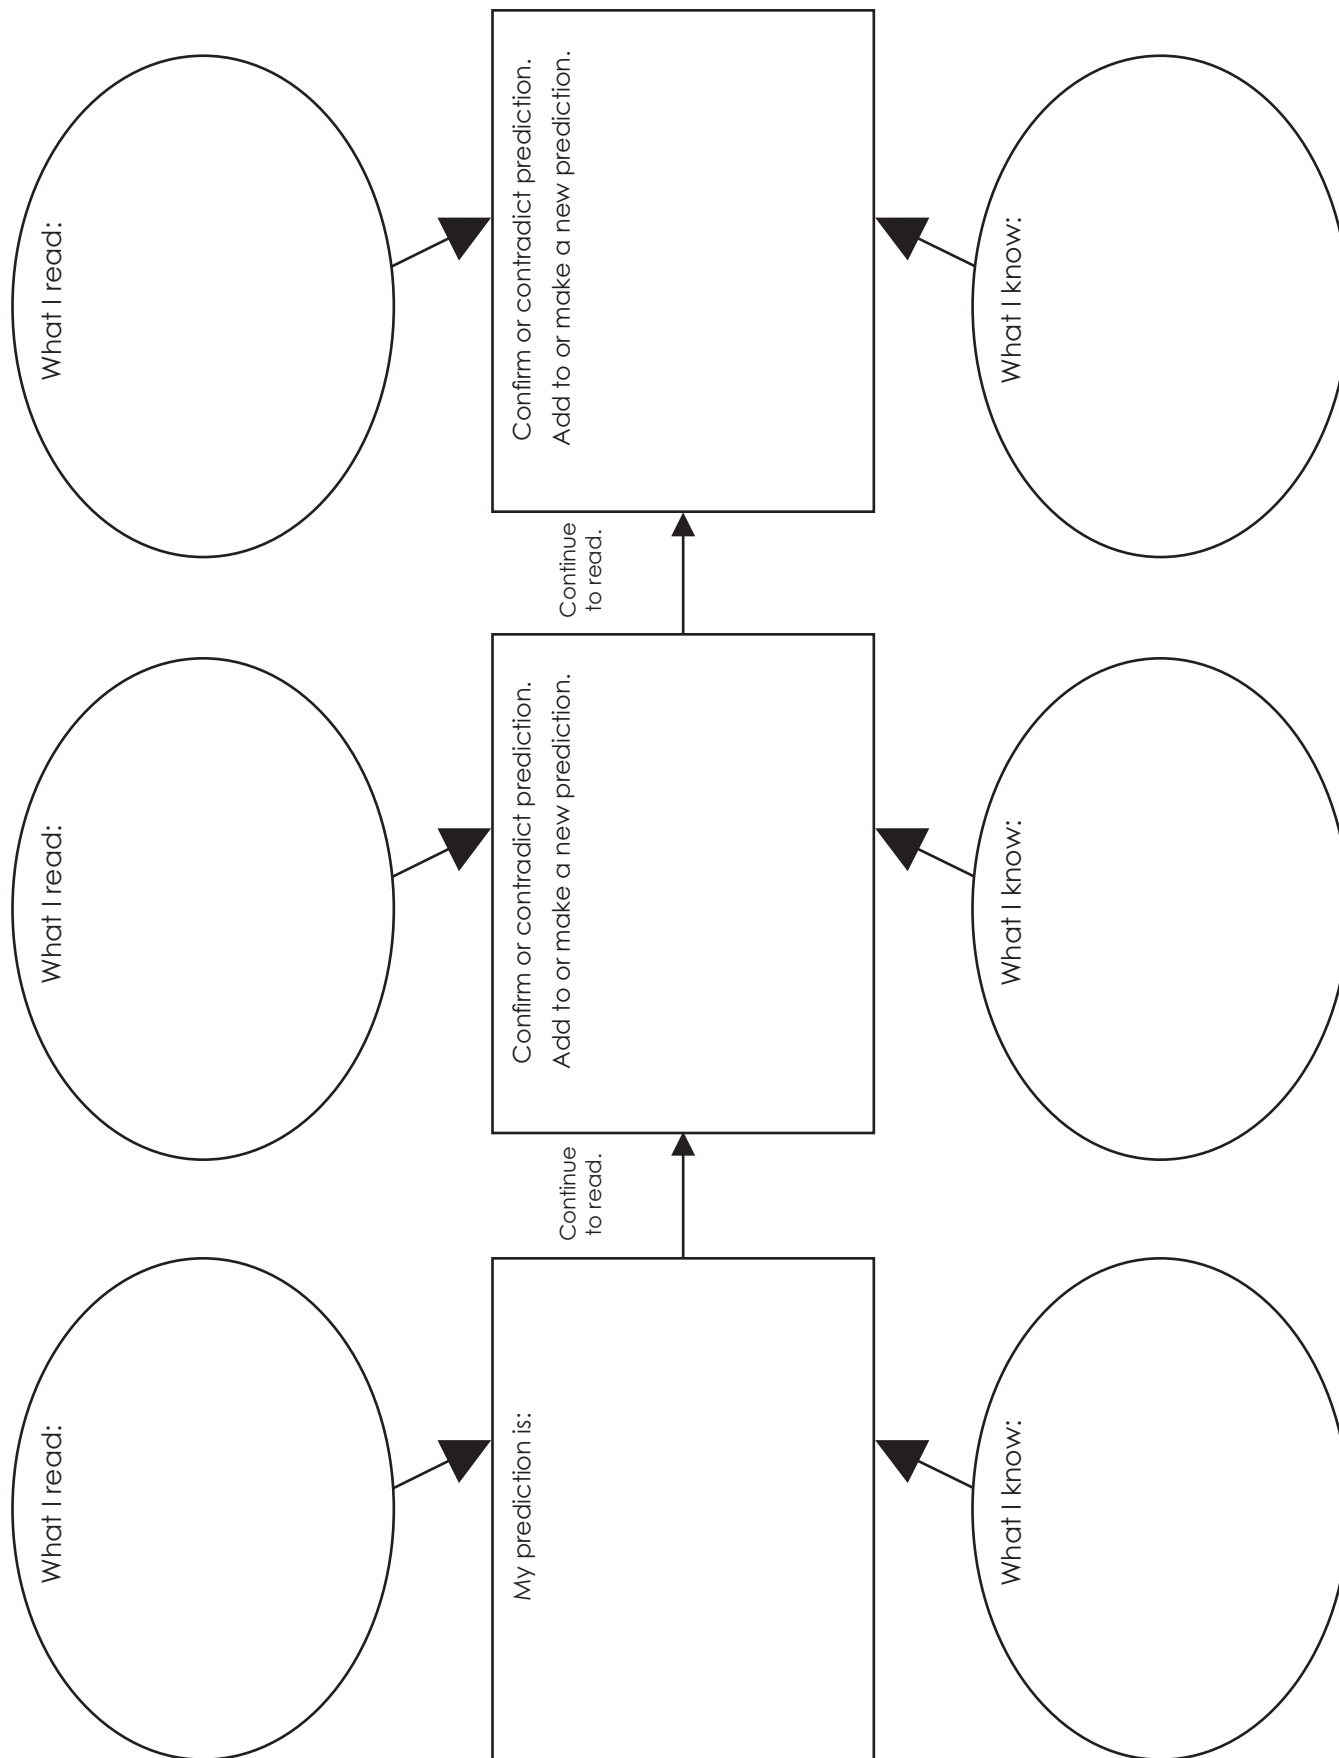 What I read:
What I read:
What I read:
My prediction is:
Continue
to read.
Confirm or contradict prediction.
Add to or make a new prediction.
Continue
to read.
Confirm or contradict prediction.
Add to or make a new prediction.
What I know:
What I know:
What I know: